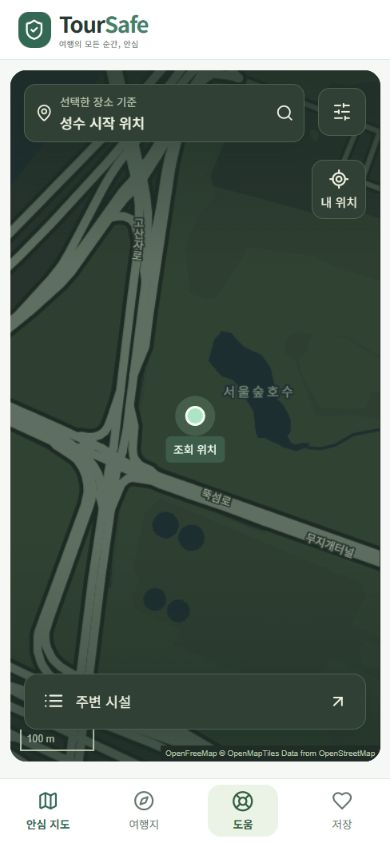 TourSafe
여행의 모든 순간, 안심
선택한 장소 기준
성수 시작 위치
내 위치
고산자로
서울숲호수
조회 위치
뚝섬로
무지개터널
주변 시설
100 m
OpenFreeMap © OpenMapTiles Data from OpenStreetMap
안심 지도
여행지
도움
저장